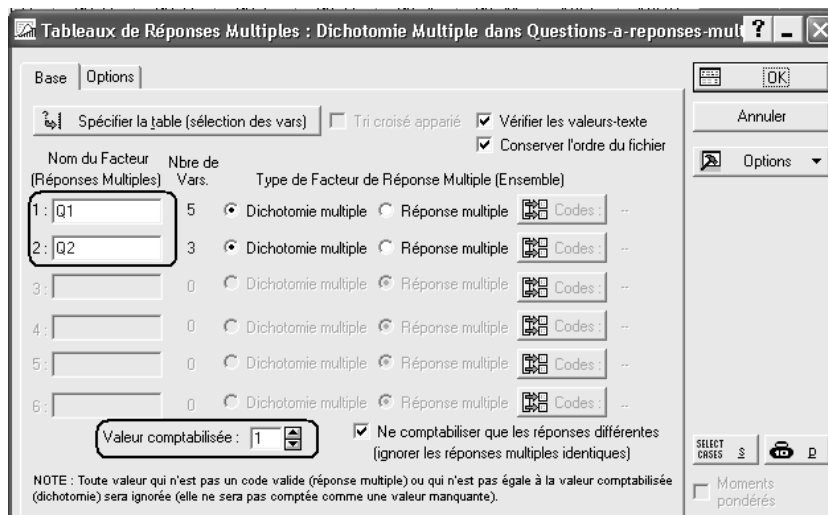 Tableaux de Réponses Multiples : Dichotomie Multiple dans Questions-a-reponses-mult
Base Options
OK
Annuler
Options
Spécifier la table (sélection des vars)
Tri croisé apparié
Vérifier les valeurs-texte
Conserver l'ordre du fichier
Nom du Facteur
(Réponses Multiples)
Nbre de
Vars.
Type de Facteur de Réponse Multiple (Ensemble)
1 : Q1 5 Dichotomie multiple Réponse multiple Codes : --
2 : Q2 3 Dichotomie multiple Réponse multiple Codes : --
3 : 0 Dichotomie multiple Réponse multiple Codes : --
4 : 0 Dichotomie multiple Réponse multiple Codes : --
5 : 0 Dichotomie multiple Réponse multiple Codes : --
6 : 0 Dichotomie multiple Réponse multiple Codes : --
Valeur comptabilisée : 1
Ne comptabiliser que les réponses différentes
(ignorer les réponses multiples identiques)
NOTE : Toute valeur qui n'est pas un code valide (réponse multiple) ou qui n'est pas égale à la valeur comptabilisée
(dichotomie) sera ignorée (elle ne sera pas comptée comme une valeur manquante).
SELECT
CASES S D
Moments
pondérés